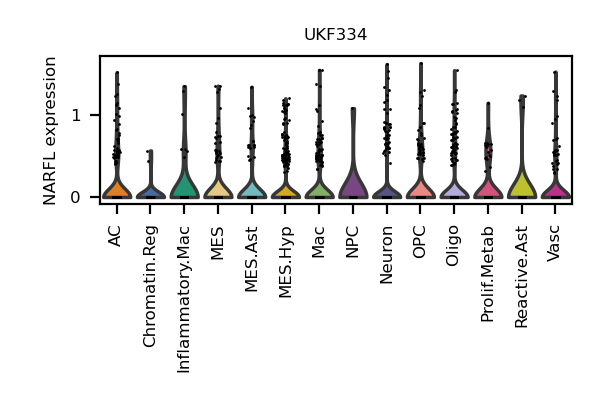 UKF334
NARFL expression
1
0
AC
Chromatin.Reg
Inflammatory.Mac
MES
MES.Ast
MES.Hyp
Mac
NPC
Neuron
OPC
Oligo
Prolif.Metab
Reactive.Ast
Vasc